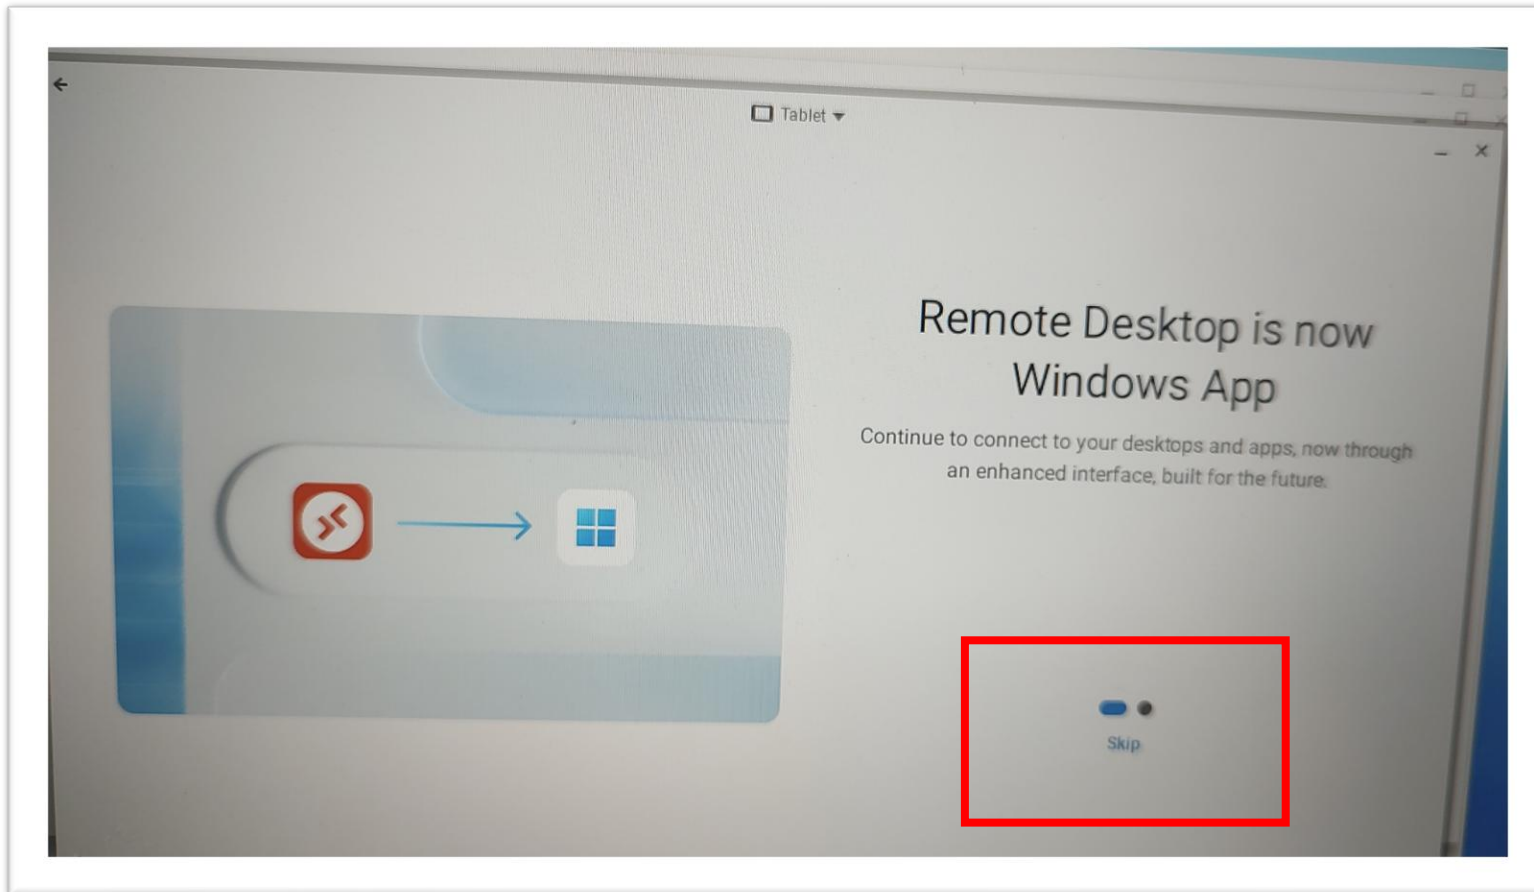 Tablet
Remote Desktop is now
Windows App
Continue to connect to your desktops and apps, now through
an enhanced interface, built for the future.
Skip